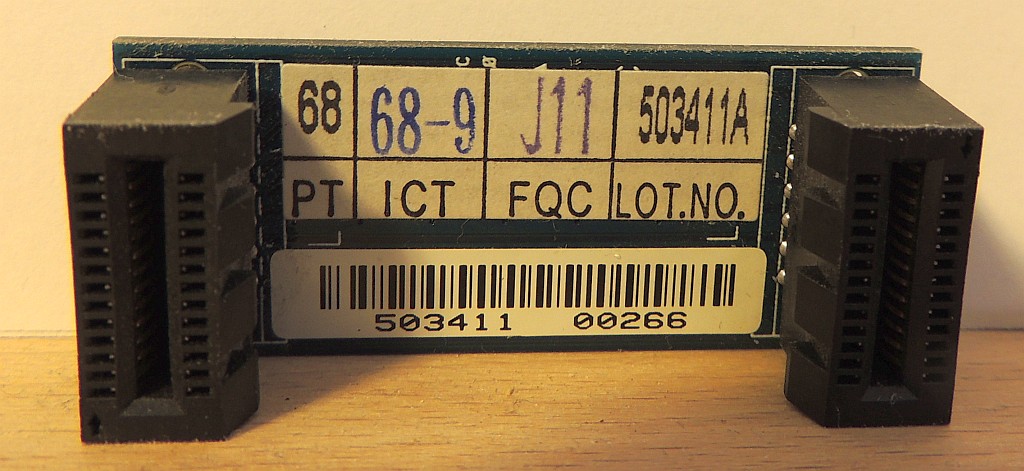 68 68-9 J11 503411A
PT ICT FQC LOT.NO.
503411 00266